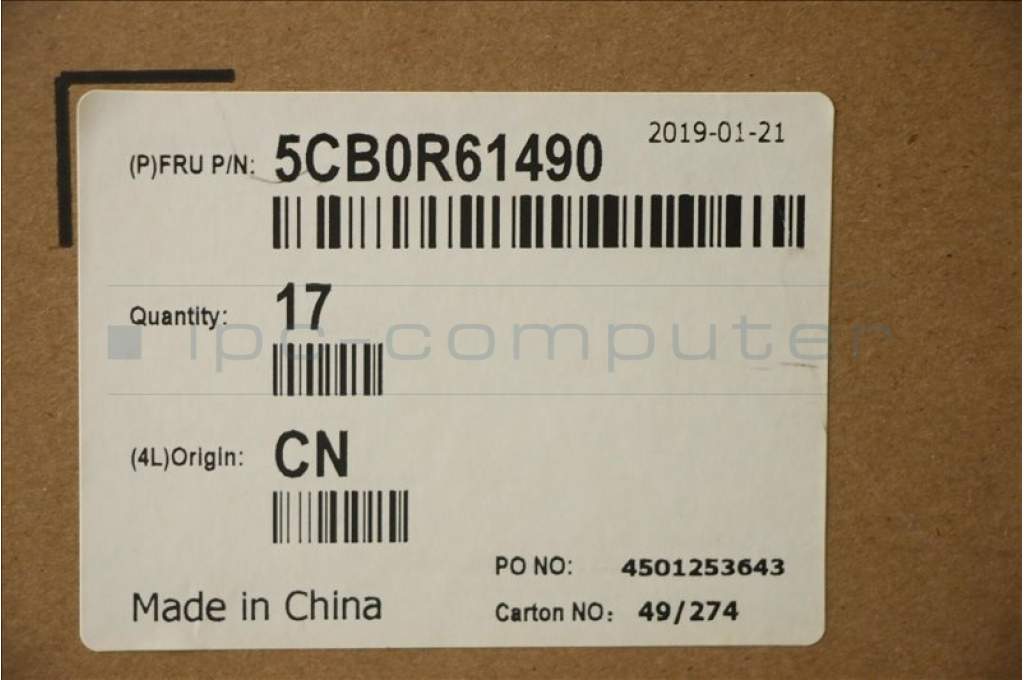 2019-01-21
(P)FRU P/N: 5CB0R61490
Quantity: 17
ipc-computer
(4L)Origin: CN
PO NO: 4501253643
Made in China
Carton NO: 49/274